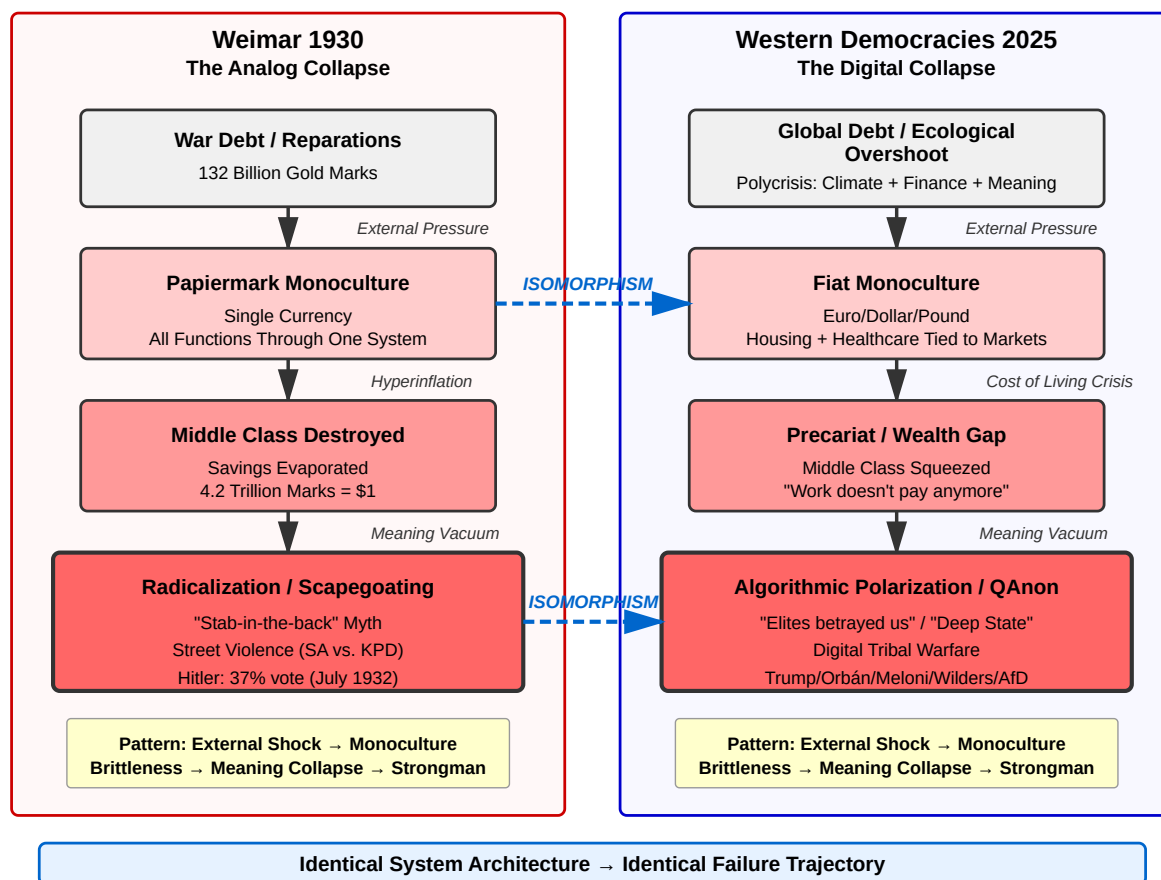 Weimar 1930
The Analog Collapse
War Debt / Reparations
132 Billion Gold Marks
External Pressure
Papiermark Monoculture
Single Currency
All Functions Through One System
Hyperinflation
Middle Class Destroyed
Savings Evaporated
4.2 Trillion Marks = $1
Meaning Vacuum
Radicalization / Scapegoating
"Stab-in-the-back" Myth
Street Violence (SA vs. KPD)
Hitler: 37% vote (July 1932)
Pattern: External Shock → Monoculture
Brittleness → Meaning Collapse → Strongman
ISOMORPHISM
ISOMORPHISM
Western Democracies 2025
The Digital Collapse
Global Debt / Ecological
Overshoot
Polycrisis: Climate + Finance + Meaning
External Pressure
Fiat Monoculture
Euro/Dollar/Pound
Housing + Healthcare Tied to Markets
Cost of Living Crisis
Precariat / Wealth Gap
Middle Class Squeezed
"Work doesn't pay anymore"
Meaning Vacuum
Algorithmic Polarization / QAnon
"Elites betrayed us" / "Deep State"
Digital Tribal Warfare
Trump/Orbán/Meloni/Wilders/AfD
Pattern: External Shock → Monoculture
Brittleness → Meaning Collapse → Strongman
Identical System Architecture → Identical Failure Trajectory